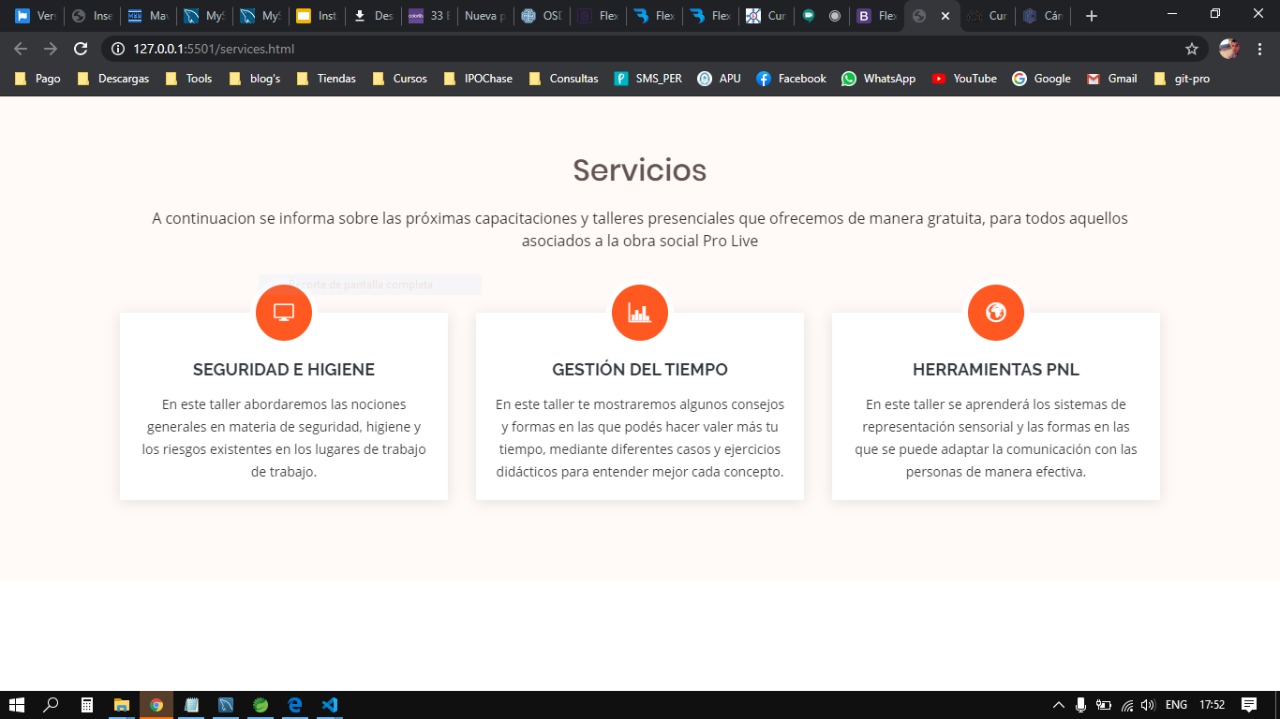 Ver
Inse
Mav
MyS
MyS
Inst
Des
33 E
Nueva p
OSI
Flex
Flex
Flex
Cur
Flex
Cur
Cár
127.0.0.1:5501/services.html
Pago
Descargas
Tools
blog's
Tiendas
Cursos
IPOChase
Consultas
SMS_PER
APU
Facebook
WhatsApp
YouTube
Google
Gmail
git-pro
Servicios
A continuacion se informa sobre las próximas capacitaciones y talleres presenciales que ofrecemos de manera gratuita, para todos aquellos
asociados a la obra social Pro Live
Recorte de pantalla completa
SEGURIDAD E HIGIENE
En este taller abordaremos las nociones
generales en materia de seguridad, higiene y
los riesgos existentes en los lugares de trabajo
de trabajo.
GESTIÓN DEL TIEMPO
En este taller te mostraremos algunos consejos
y formas en las que podés hacer valer más tu
tiempo, mediante diferentes casos y ejercicios
didácticos para entender mejor cada concepto.
HERRAMIENTAS PNL
En este taller se aprenderá los sistemas de
representación sensorial y las formas en las
que se puede adaptar la comunicación con las
personas de manera efectiva.
ENG
17:52